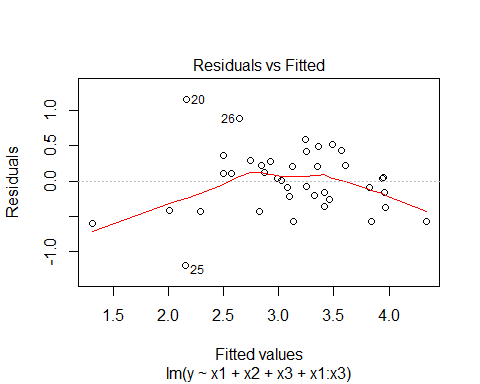 Residuals vs Fitted
Residuals
1.0
0.5
0.0
-1.0
20
26
25
1.5 2.0 2.5 3.0 3.5 4.0
Fitted values
lm(y ~ x1 + x2 + x3 + x1:x3)